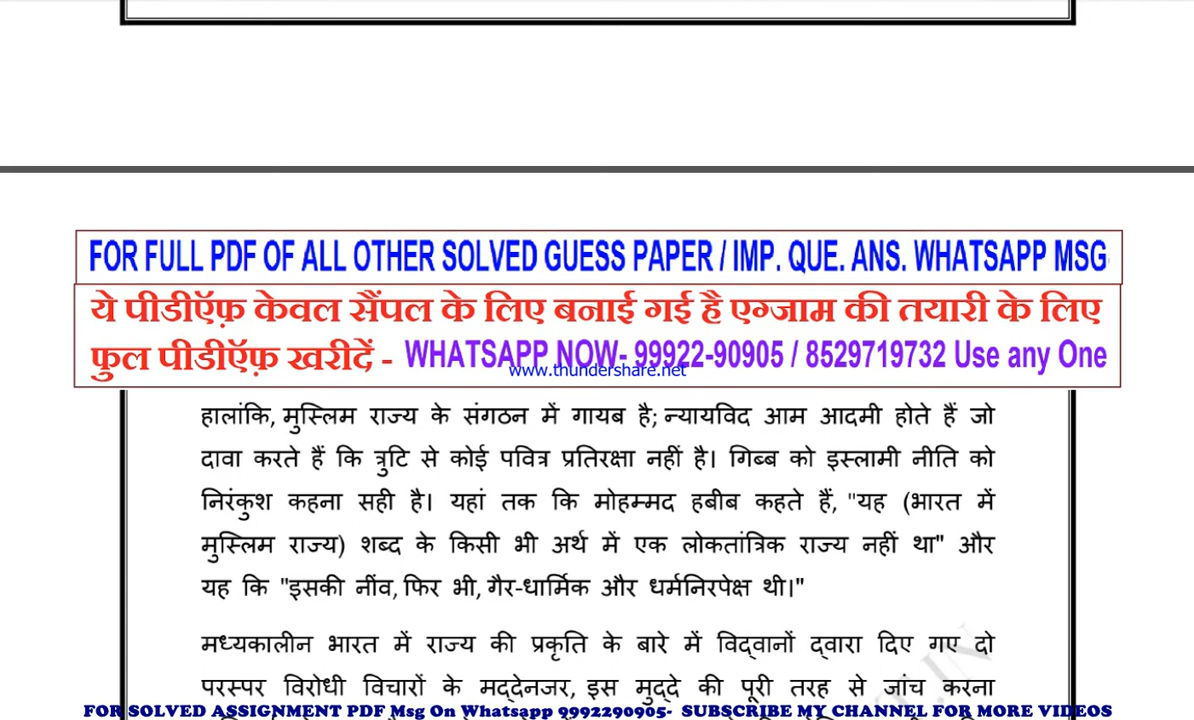 FOR FULL PDF OF ALL OTHER SOLVED GUESS PAPER / IMP. QUE. ANS. WHATSAPP MSG
ये पीडीऍफ़ केवल सैंपल के लिए बनाई गई है एग्जाम की तयारी के लिए
फुल पीडीऍफ़ खरीदें - WHATSAPP NOW- 99922-90905 / 8529719732 Use any One
www.thundershare.net
हालांकि, मुस्लिम राज्य के संगठन में गायब है; न्यायविद आम आदमी होते हैं जो
दावा करते हैं कि त्रुटि से कोई पवित्र प्रतिरक्षा नहीं है। गिब्ब को इस्लामी नीति को
निरंकुश कहना सही है। यहां तक कि मोहम्मद हबीब कहते हैं, "यह (भारत में
मुस्लिम राज्य) शब्द के किसी भी अर्थ में एक लोकतांत्रिक राज्य नहीं था" और
यह कि "इसकी नींव, फिर भी, गैर-धार्मिक और धर्मनिरपेक्ष थी।"
मध्यकालीन भारत में राज्य की प्रकृति के बारे में विद्वानों द्वारा दिए गए दो
परस्पर विरोधी विचारों के मद्देनजर, इस मुद्दे की पूरी तरह से जांच करना
FOR SOLVED ASSIGNMENT PDF Msg On Whatsapp 9992290905- SUBSCRIBE MY CHANNEL FOR MORE VIDEOS